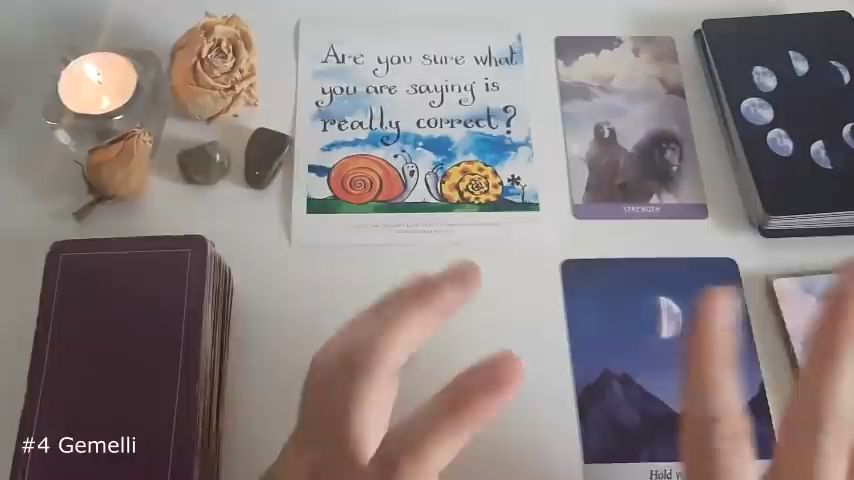 Are you sure what
you are saying is
really correct?
STRENGTH
Hold
#4 Gemelli